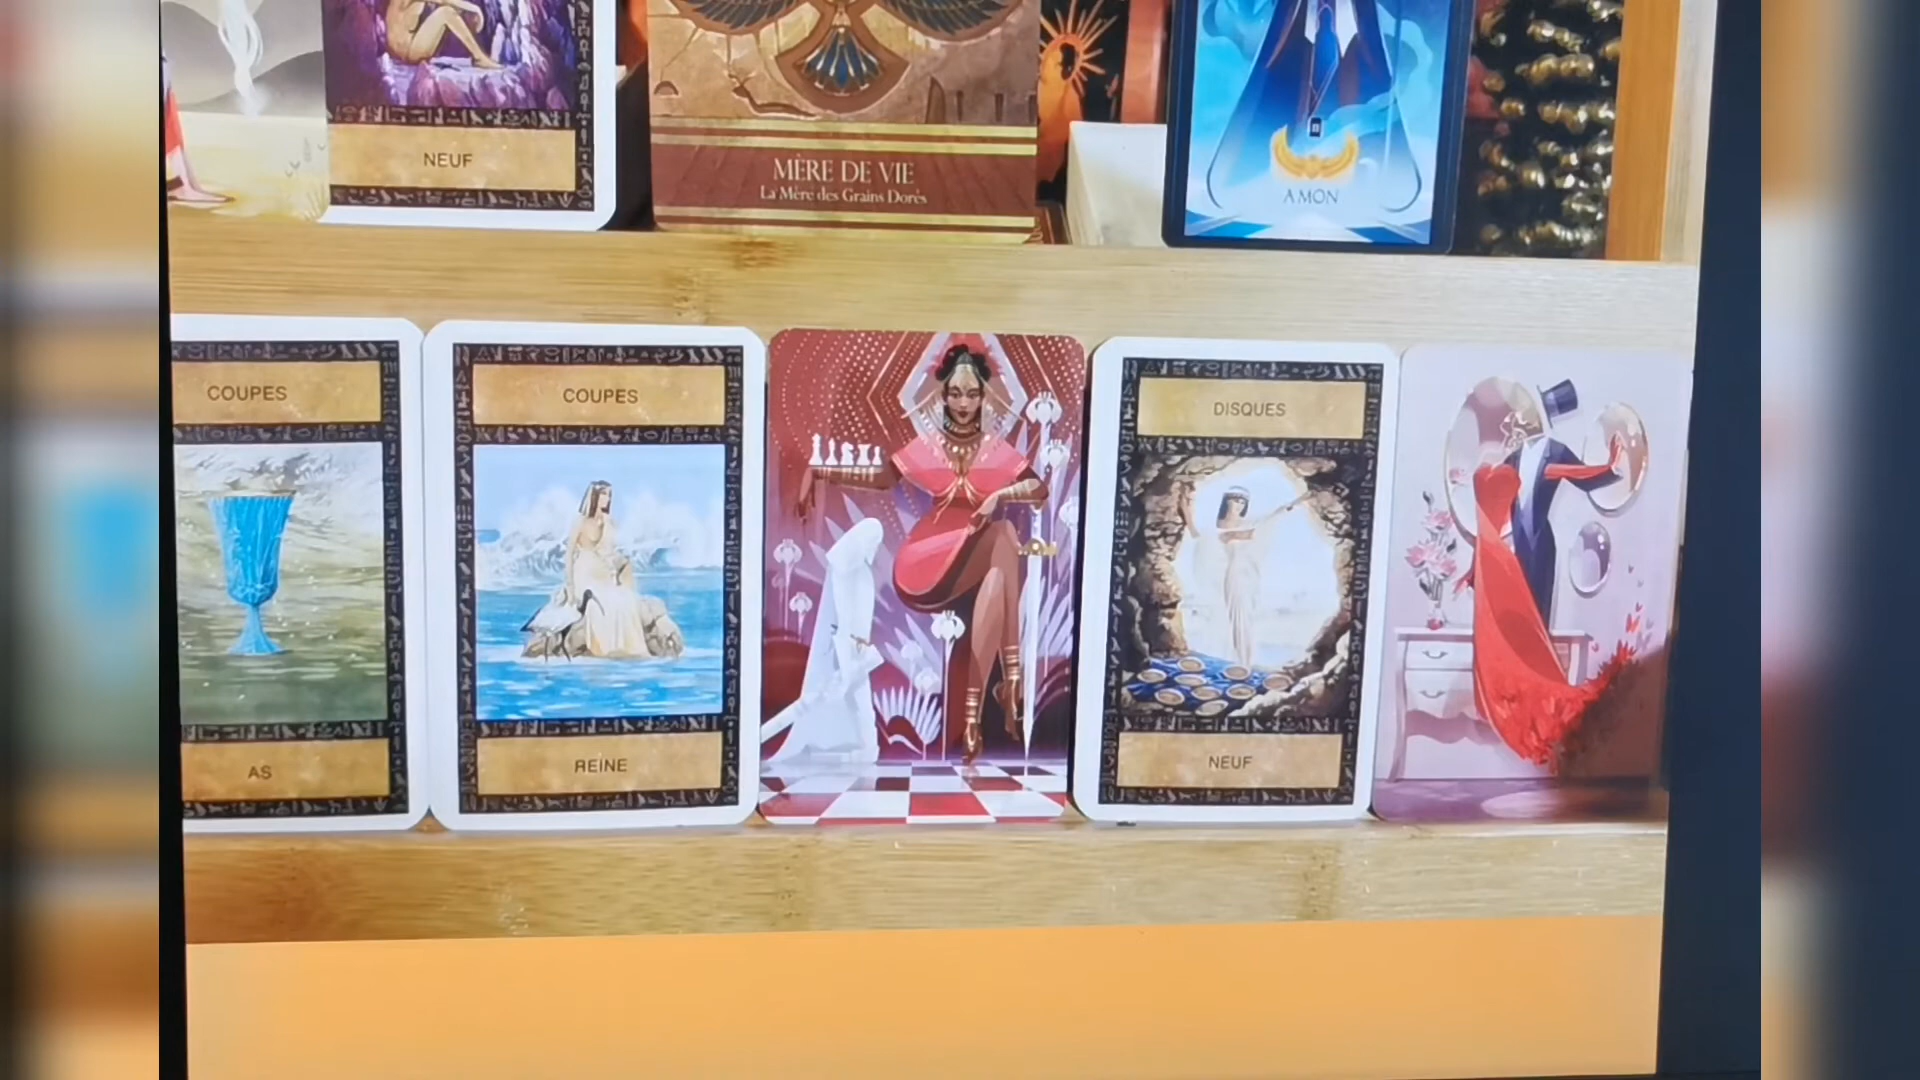 NEUF
MÈRE DE VIE
La Mère des Grains Dorés
AMON
COUPES
COUPES
DISQUES
AS
REINE
NEUF